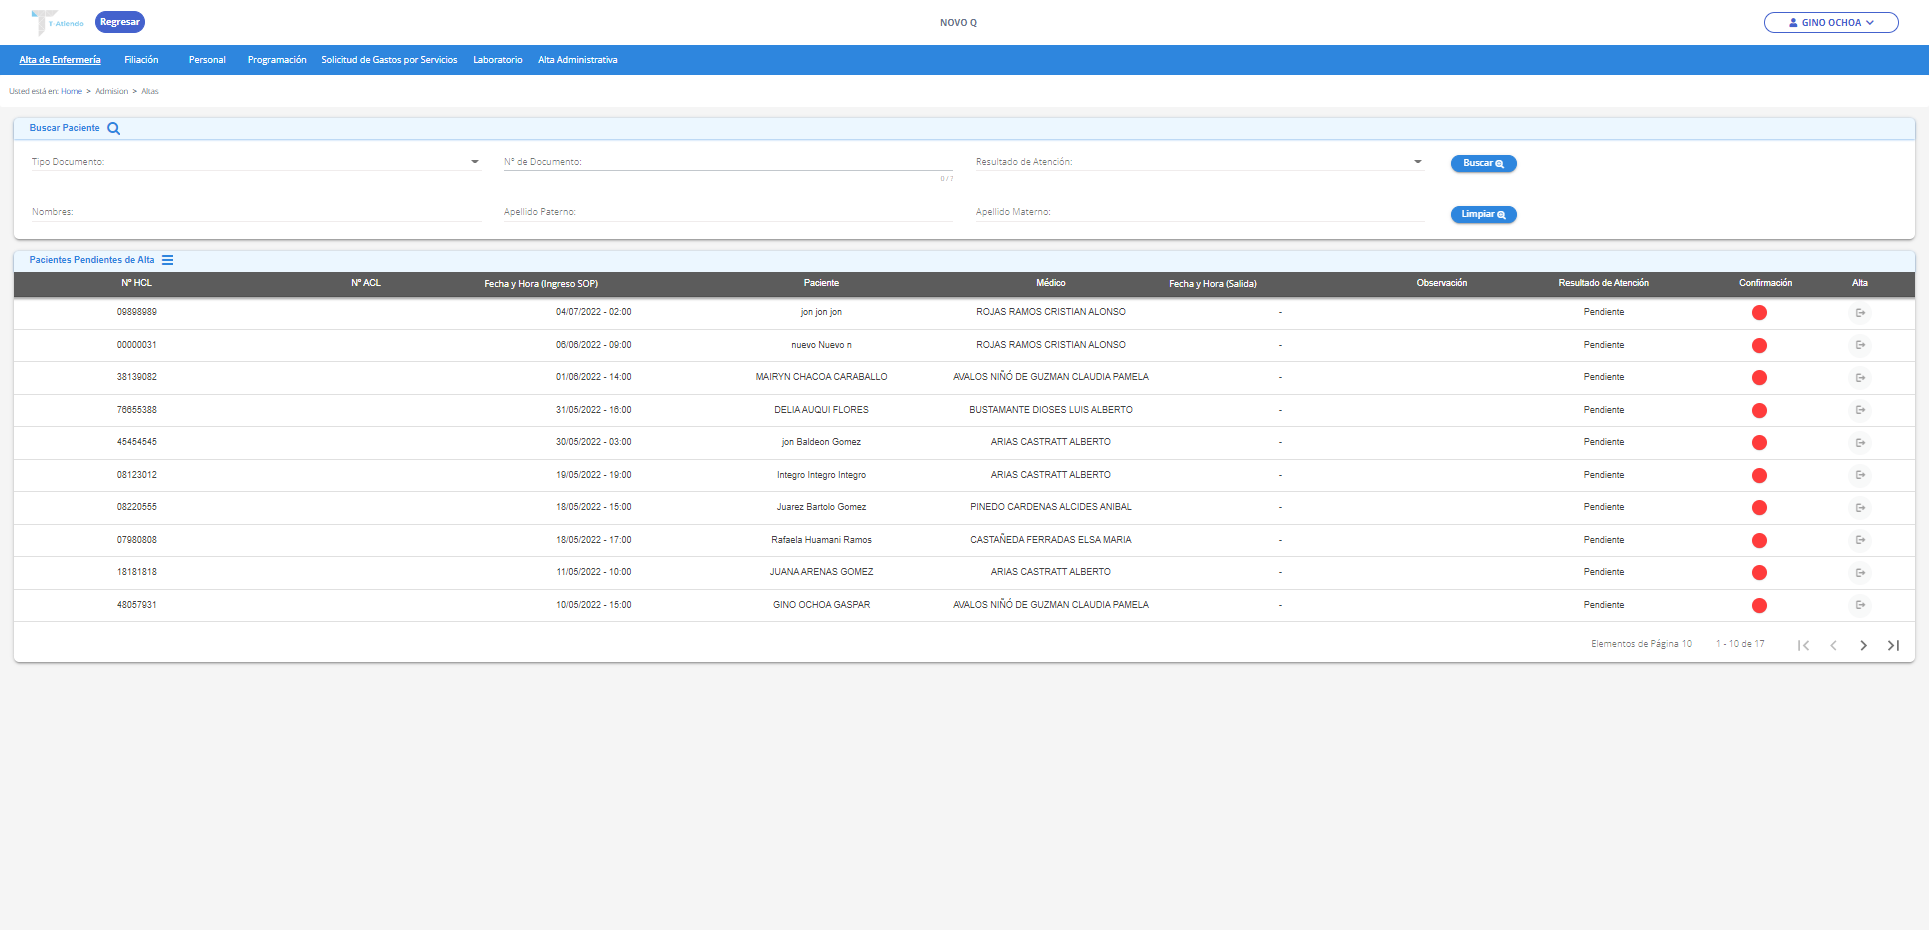 T-Atiendo Regresar NOVO Q GINO OCHOA
Alta de Enfermería Filiación Personal Programación Solicitud de Gastos por Servicios Laboratorio Alta Administrativa
Usted está en: Home > Admision > Altas
Buscar Paciente
Tipo Documento: N° de Documento: Resultado de Atención: Buscar
0 / ?
Nombres: Apellido Paterno: Apellido Materno: Limpiar
Pacientes Pendientes de Alta
N° HCL N° ACL Fecha y Hora (Ingreso SOP) Paciente Médico Fecha y Hora (Salida) Observación Resultado de Atención Confirmación Alta
09898989 04/07/2022 - 02:00 jon jon jon ROJAS RAMOS CRISTIAN ALONSO - Pendiente
00000031 06/06/2022 - 09:00 nuevo Nuevo n ROJAS RAMOS CRISTIAN ALONSO - Pendiente
38139082 01/06/2022 - 14:00 MAIRYN CHACOA CARABALLO AVALOS NIÑÓ DE GUZMAN CLAUDIA PAMELA - Pendiente
76655388 31/05/2022 - 16:00 DELIA AUQUI FLORES BUSTAMANTE DIOSES LUIS ALBERTO - Pendiente
45454545 30/05/2022 - 03:00 jon Baldeon Gomez ARIAS CASTRATT ALBERTO - Pendiente
08123012 19/05/2022 - 19:00 Integro Integro Integro ARIAS CASTRATT ALBERTO - Pendiente
08220555 18/05/2022 - 15:00 Juarez Bartolo Gomez PINEDO CARDENAS ALCIDES ANIBAL - Pendiente
07980808 18/05/2022 - 17:00 Rafaela Huamani Ramos CASTAÑEDA FERRADAS ELSA MARIA - Pendiente
18181818 11/05/2022 - 10:00 JUANA ARENAS GOMEZ ARIAS CASTRATT ALBERTO - Pendiente
48057931 10/05/2022 - 15:00 GINO OCHOA GASPAR AVALOS NIÑÓ DE GUZMAN CLAUDIA PAMELA - Pendiente
Elementos de Página 10 1 - 10 de 17